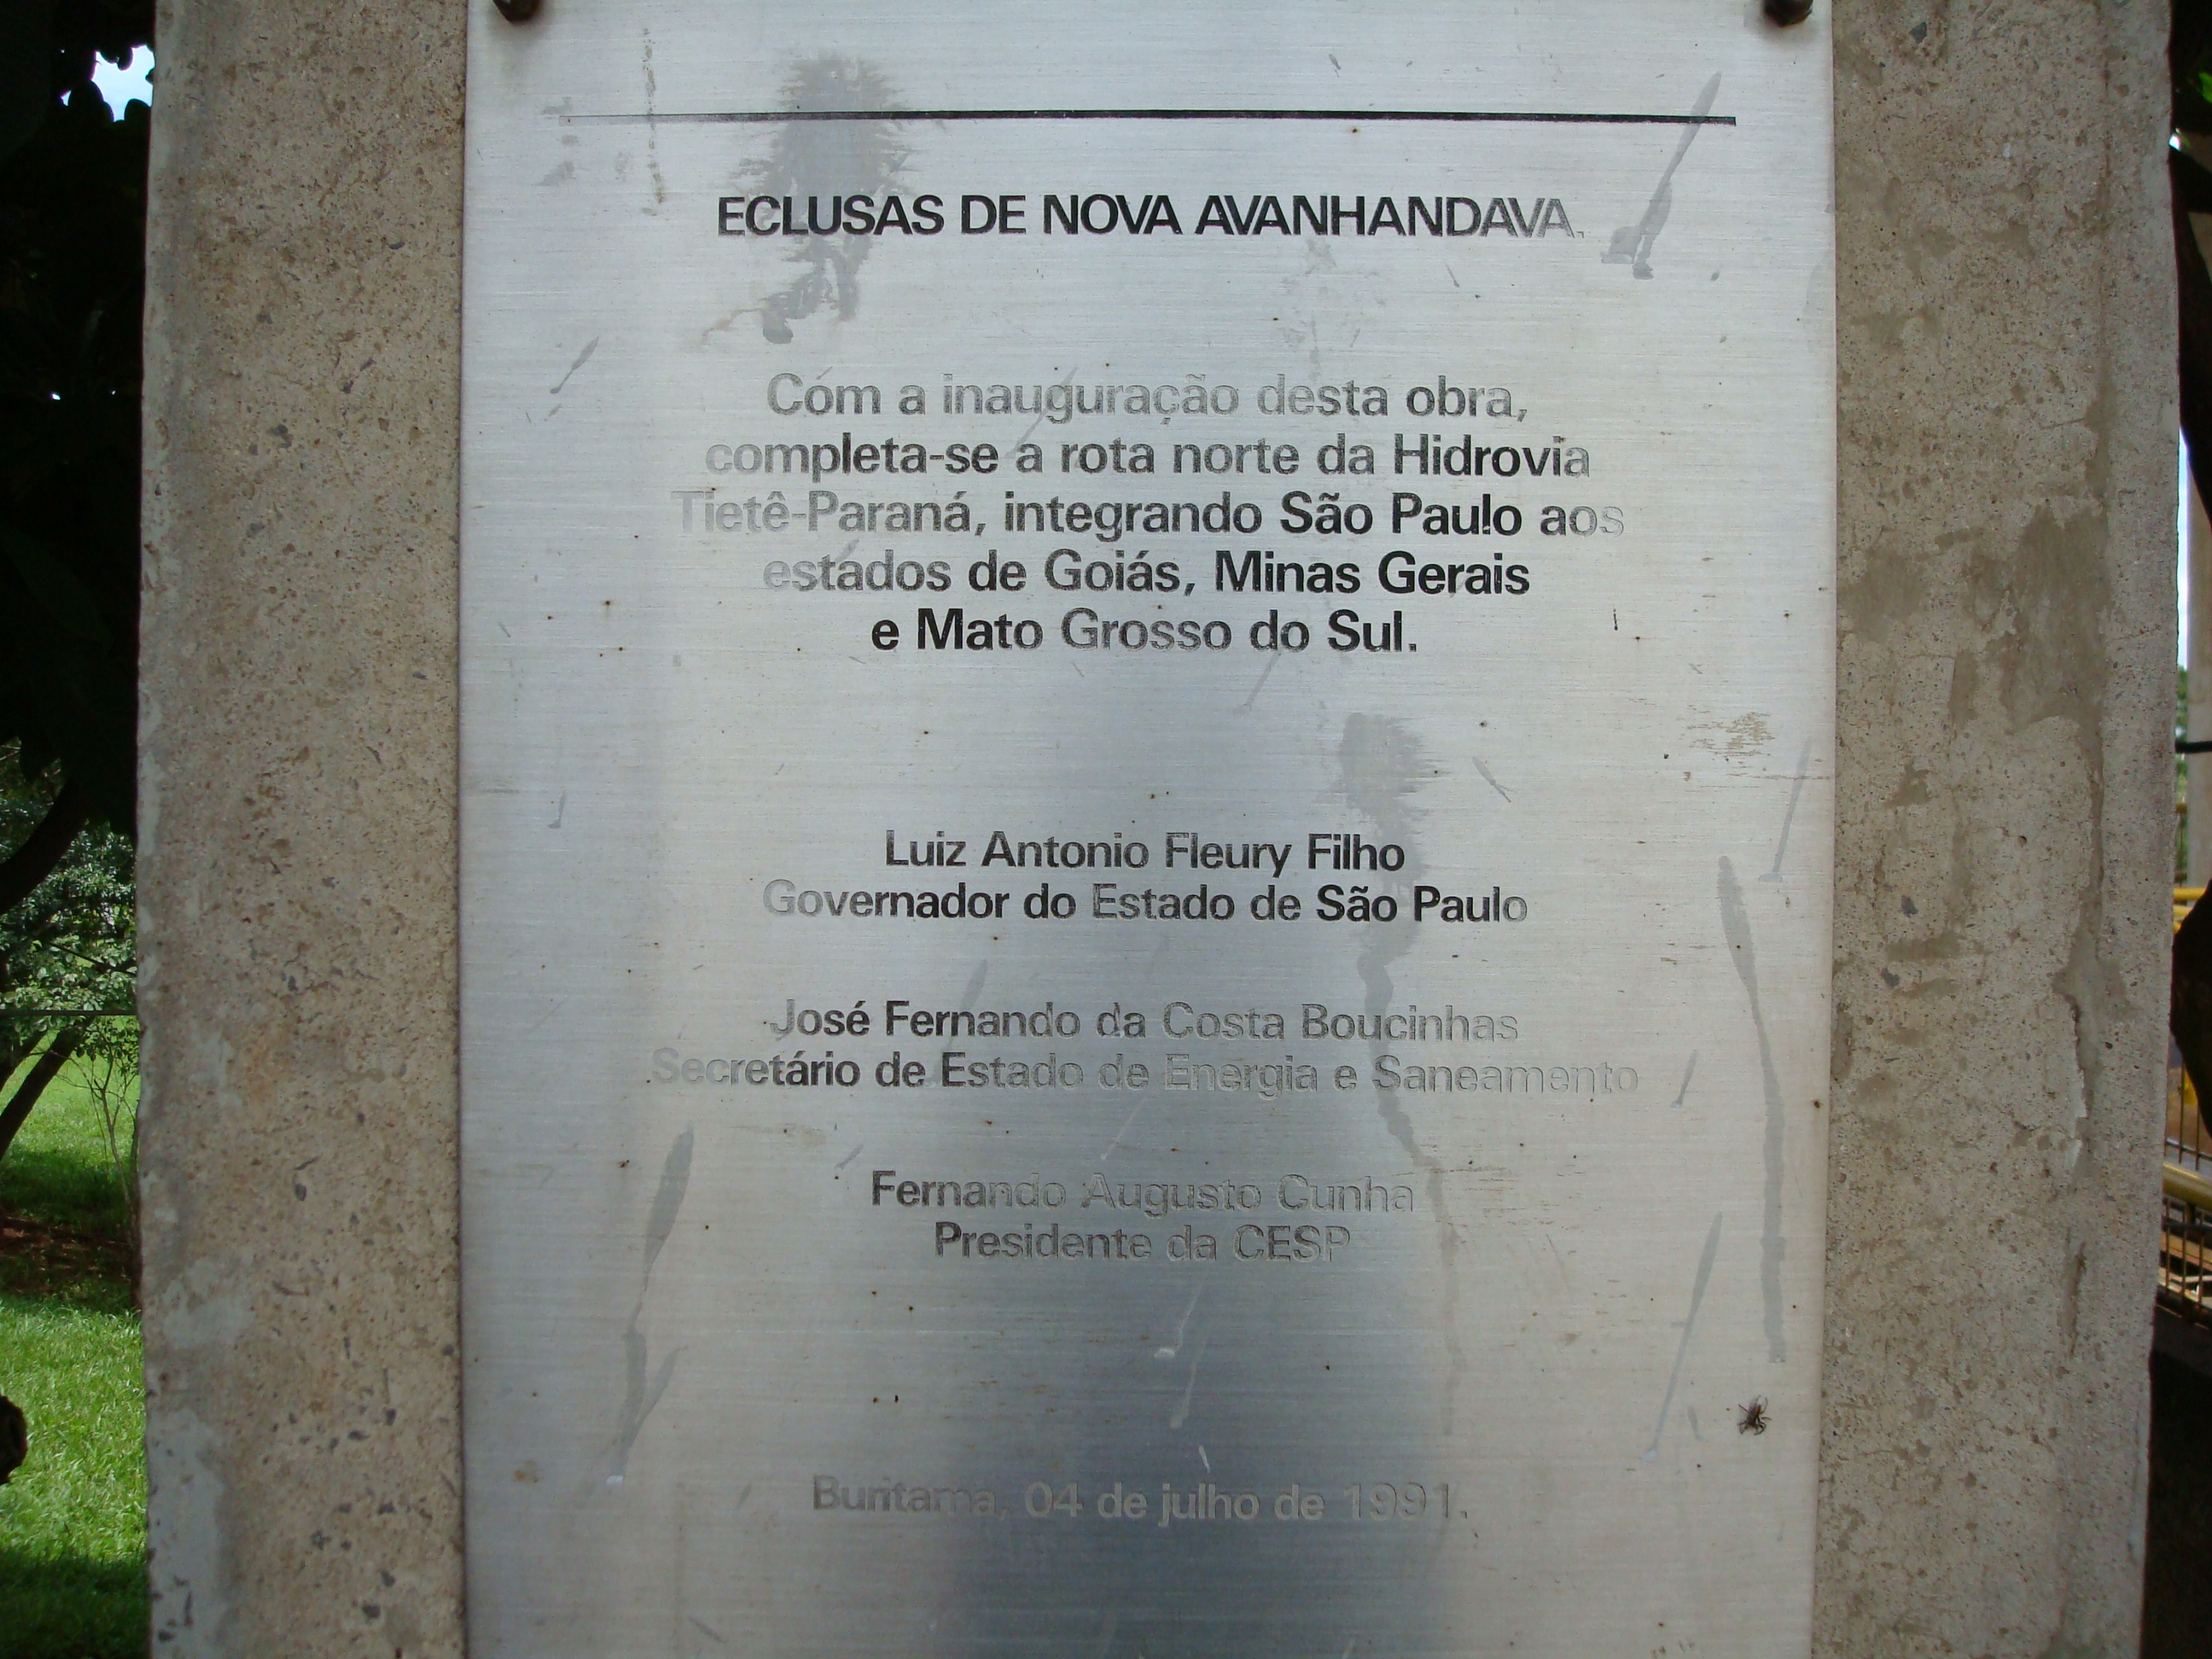 ECLUSAS DE NOVA AVANHANDAVA.
Com a inauguração desta obra,
completa-se a rota norte da Hidrovia
Tietê-Paraná, integrando São Paulo aos
estados de Goiás, Minas Gerais
e Mato Grosso do Sul.
Luiz Antonio Fleury Filho
Governador do Estado de São Paulo
José Fernando da Costa Boucinhas
Secretário de Estado de Energia e Saneamento
Fernando Augusto Cunha
Presidente da CESP
Buritama, 04 de julho de 1991.